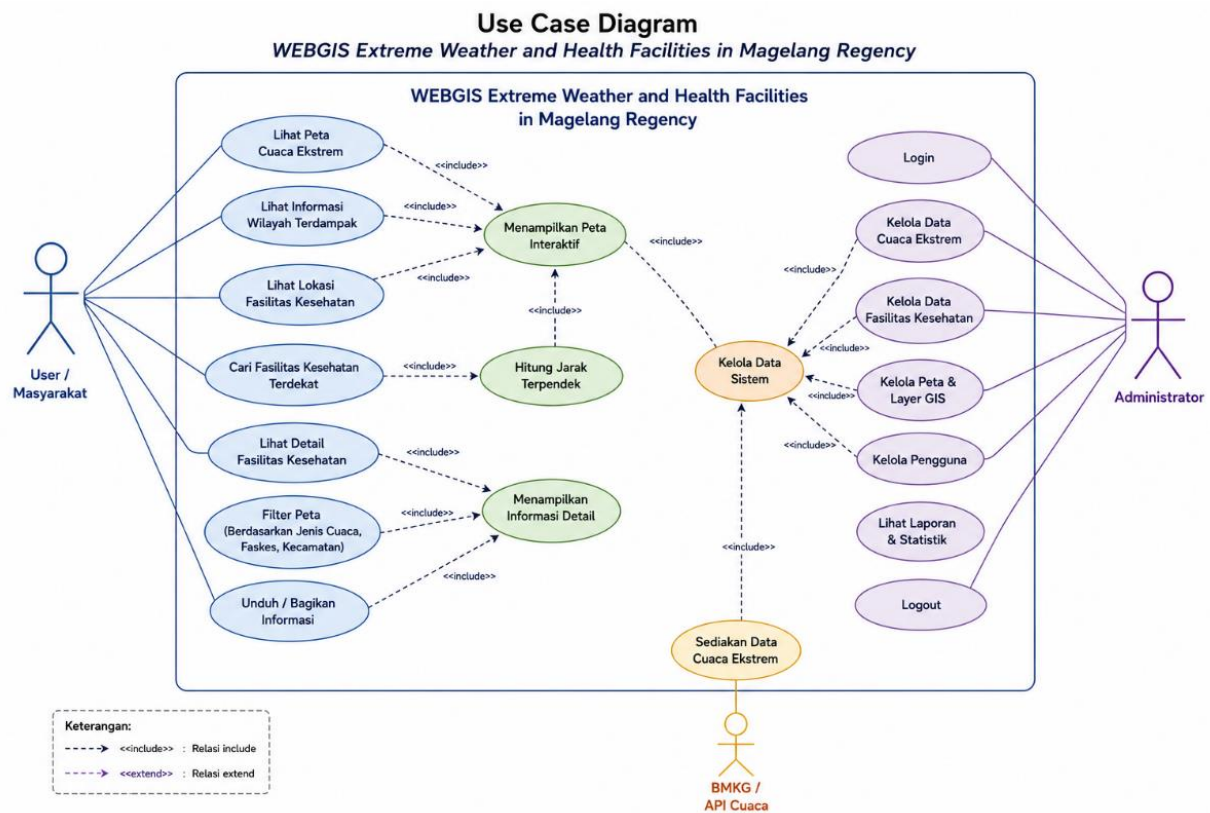 Use Case Diagram
WEBGIS Extreme Weather and Health Facilities in Magelang Regency
WEBGIS Extreme Weather and Health Facilities
in Magelang Regency
Lihat Peta
Cuaca Ekstrem
<<include>>
Lihat Informasi
Wilayah Terdampak
<<include>>
Lihat Lokasi
Fasilitas Kesehatan
<<include>>
Cari Fasilitas Kesehatan
Terdekat
<<include>>
Lihat Detail
Fasilitas Kesehatan
<<include>>
Filter Peta
(Berdasarkan Jenis Cuaca,
Faskes, Kecamatan)
<<include>>
Unduh / Bagikan
Informasi
<<include>>
User /
Masyarakat
Menampilkan Peta
Interaktif
<<include>>
<<include>>
Hitung Jarak
Terpendek
Menampilkan
Informasi Detail
Kelola Data
Sistem
<<include>>
Sediakan Data
Cuaca Ekstrem
BMKG /
API Cuaca
Login
Kelola Data
Cuaca Ekstrem
<<include>>
Kelola Data
Fasilitas Kesehatan
<<include>>
Kelola Peta &
Layer GIS
<<include>>
Kelola Pengguna
<<include>>
Lihat Laporan
& Statistik
Logout
Administrator
Keterangan:
<<include>> : Relasi include
<<extend>> : Relasi extend